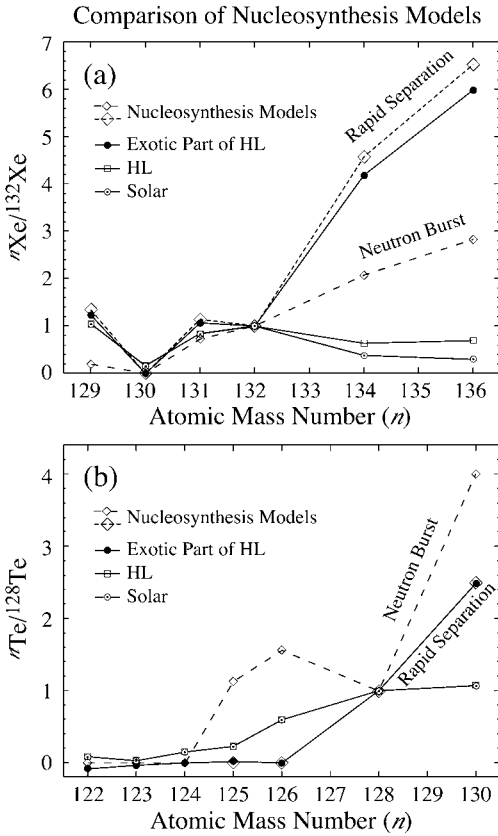 Comparison of Nucleosynthesis Models
7
6
5
4
3
2
1
0
(a)
Nucleosynthesis Models
Exotic Part of HL
HL
Solar
Rapid Separation
Neutron Burst
ⁿXe/¹³²Xe
129 130 131 132 133 134 135 136
Atomic Mass Number (n)
4
3
2
1
0
(b)
Nucleosynthesis Models
Exotic Part of HL
HL
Solar
Neutron Burst
Rapid Separation
ⁿTe/¹²⁸Te
122 123 124 125 126 127 128 129 130
Atomic Mass Number (n)